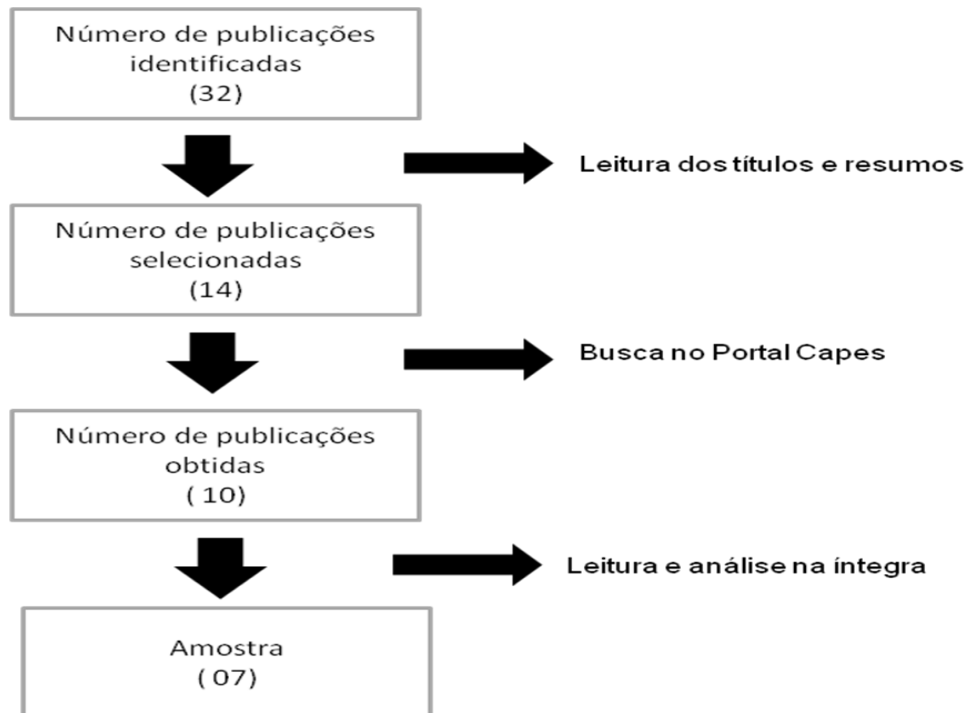 Número de publicações
identificadas
(32)
Leitura dos títulos e resumos
Número de publicações
selecionadas
(14)
Busca no Portal Capes
Número de publicações
obtidas
( 10)
Leitura e análise na íntegra
Amostra
( 07)